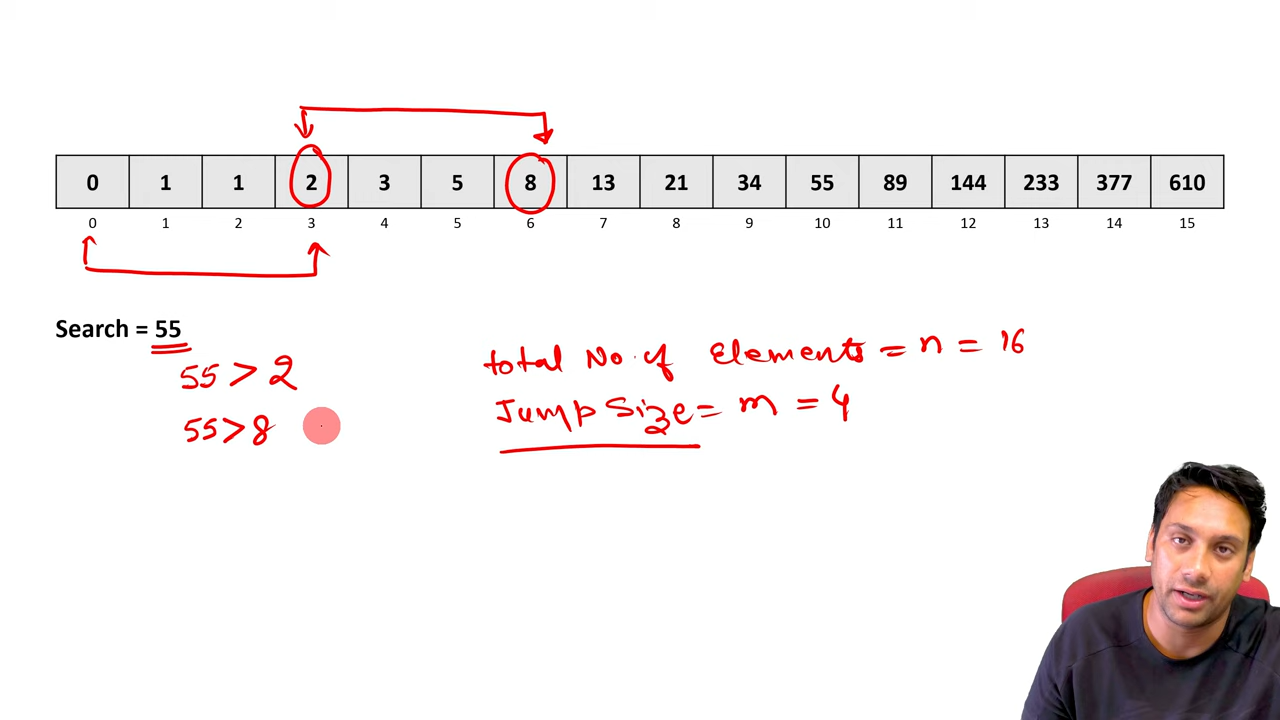 0 1 1 2 3 5 8 13 21 34 55 89 144 233 377 610
0 1 2 3 4 5 6 7 8 9 10 11 12 13 14 15
Search = 55
55 > 2
55 > 8
total No. of Elements = n = 16
Jump Size = m = 4